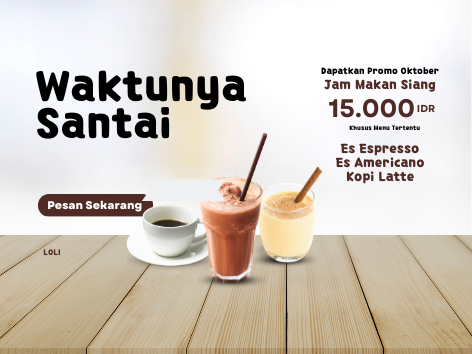 Waktunya
Santai
Pesan Sekarang
LOLI
Dapatkan Promo Oktober
Jam Makan Siang
15.000 IDR
Khusus Menu Tertentu
Es Espresso
Es Americano
Kopi Latte